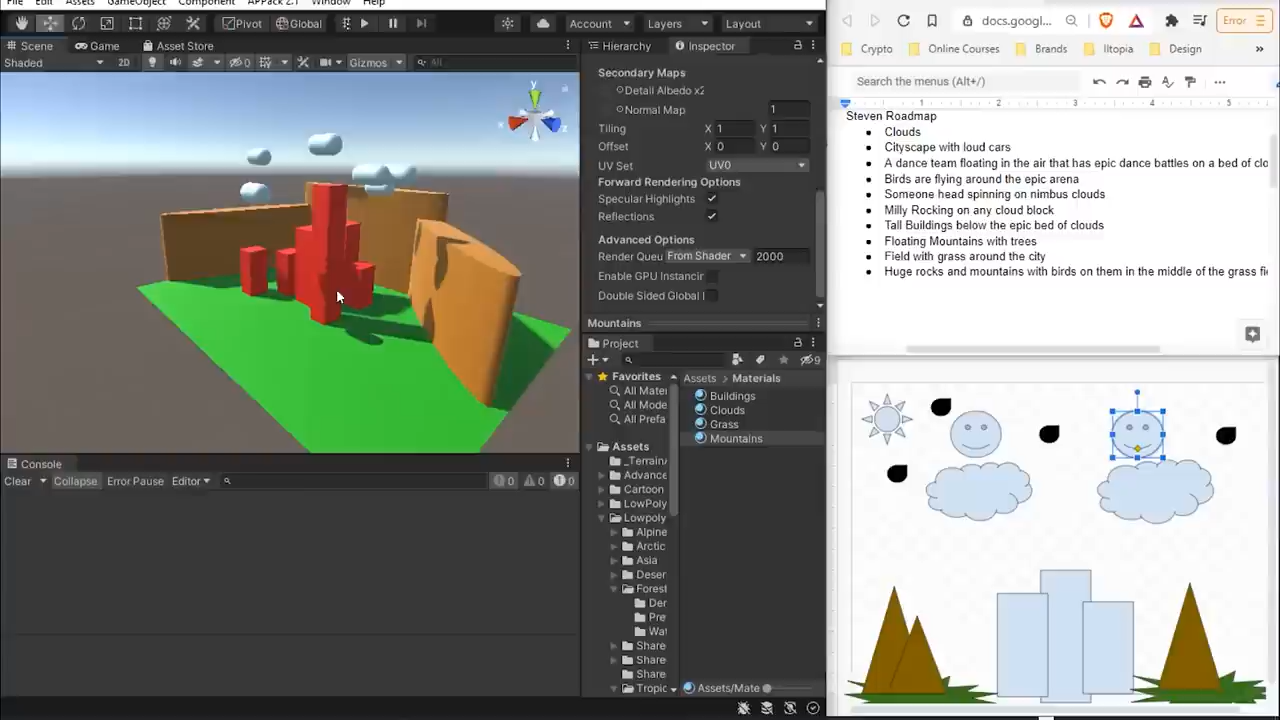 File Edit Assets GameObject Component APPack 2.1 Window Help
Pivot Global Account Layers Layout
Scene Game Asset Store
Shaded 2D 0 Gizmos All
y
x z
Hierarchy Inspector
Secondary Maps
Detail Albedo x2
Normal Map 1
Tiling X 1 Y 1
Offset X 0 Y 0
UV Set UV0
Forward Rendering Options
Specular Highlights
Reflections
Advanced Options
Render Queu From Shader 2000
Enable GPU Instancir
Double Sided Global I
Mountains
Project
9
Favorites
All Mater
All Mode
All Prefa
Assets
_Terrain
Advance
Cartoon
LowPoly
Lowpoly
Alpine
Arctic
Asia
Deser
Forest
Der
Pre
Wat
Share
Share
Share
Tropic
Assets > Materials
Buildings
Clouds
Grass
Mountains
Assets/Mate
Console
Clear Collapse Error Pause Editor 0 0 0
docs.googl... Error
Crypto Online Courses Brands Iltopia Design »
Search the menus (Alt+/)
1 2 3 4 5
Steven Roadmap
Clouds
Cityscape with loud cars
A dance team floating in the air that has epic dance battles on a bed of clo
Birds are flying around the epic arena
Someone head spinning on nimbus clouds
Milly Rocking on any cloud block
Tall Buildings below the epic bed of clouds
Floating Mountains with trees
Field with grass around the city
Huge rocks and mountains with birds on them in the middle of the grass fi